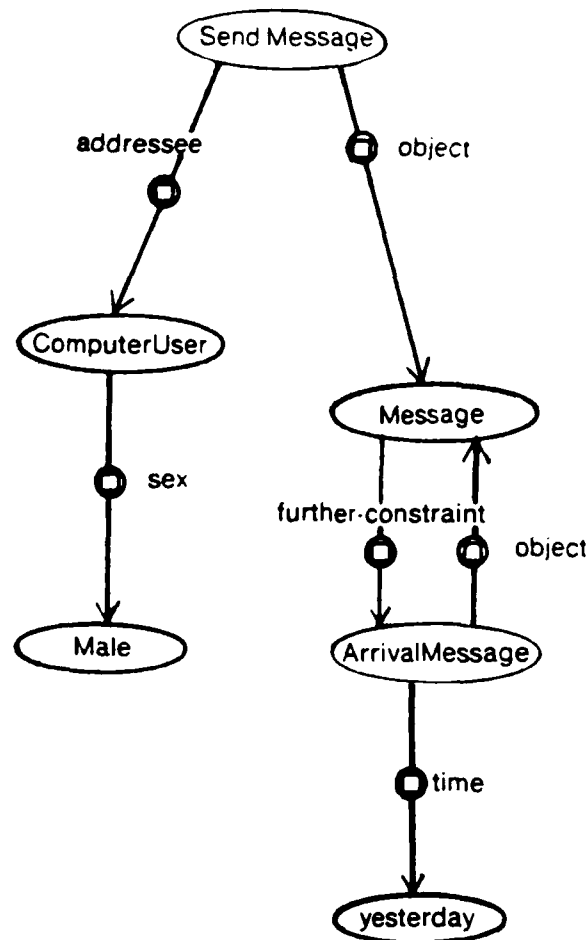 Send Message
addressee
object
ComputerUser
Message
sex
further-constraint
object
Male
ArrivalMessage
time
yesterday